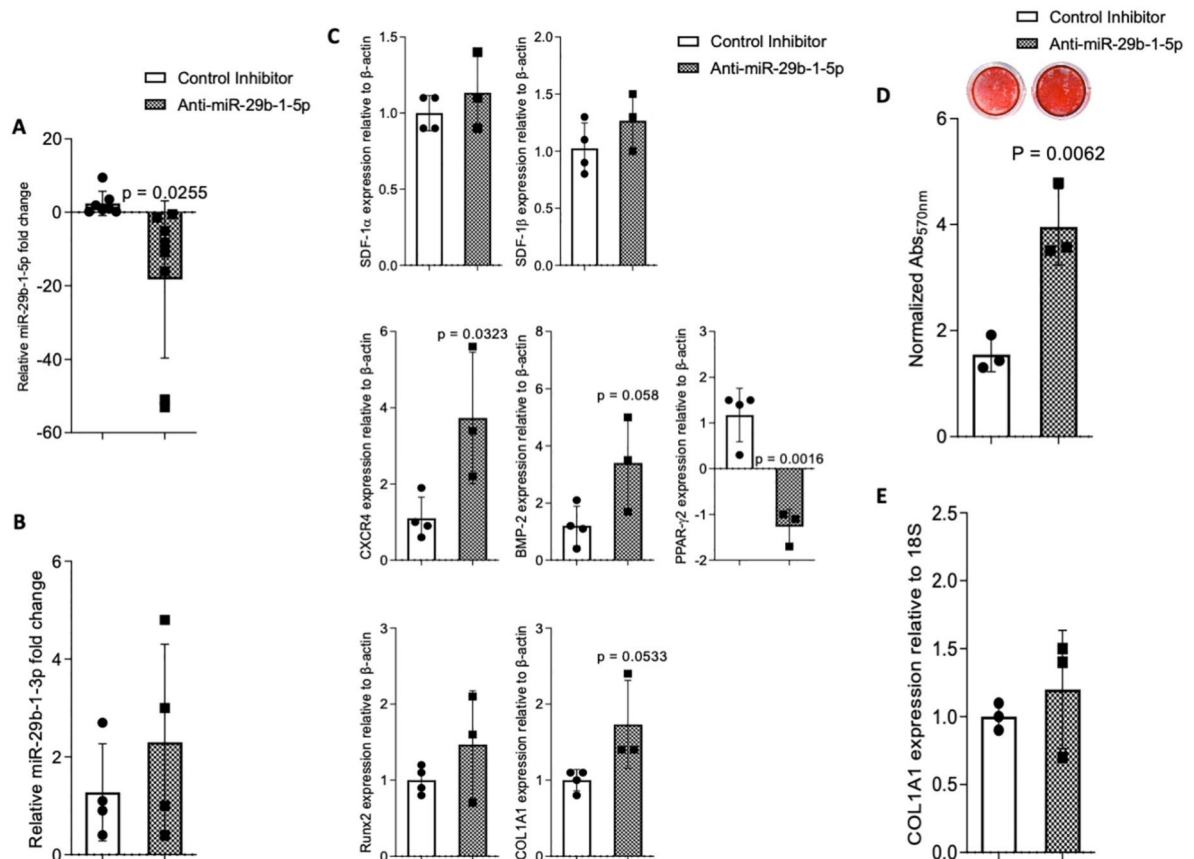 Control Inhibitor
Anti-miR-29b-1-5p
A
Relative miR-29b-1-5p fold change
20
0
-20
-40
-60
p = 0.0255
B
Relative miR-29b-1-3p fold change
6
4
2
0
C
Control Inhibitor
Anti-miR-29b-1-5p
SDF-1α expression relative to β-actin
1.5
1.0
0.5
0.0
SDF-1β expression relative to β-actin
2.0
1.5
1.0
0.5
0.0
CXCR4 expression relative to β-actin
6
4
2
0
p = 0.0323
BMP-2 expression relative to β-actin
8
6
4
2
0
p = 0.058
PPAR-γ2 expression relative to β-actin
3
2
1
0
-1
-2
p = 0.0016
Runx2 expression relative to β-actin
3
2
1
0
COL1A1 expression relative to β-actin
3
2
1
0
p = 0.0533
Control Inhibitor
Anti-miR-29b-1-5p
D
Normalized Abs570nm
6
4
2
0
P = 0.0062
E
COL1A1 expression relative to 18S
2.5
2.0
1.5
1.0
0.5
0.0